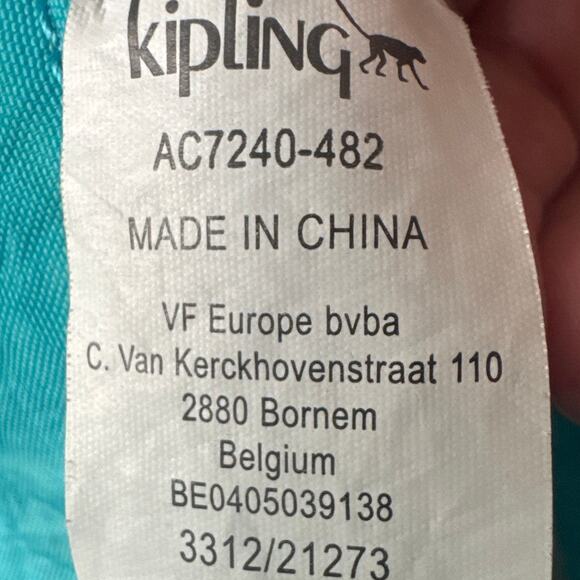 kipling
AC7240-482
MADE IN CHINA
VF Europe bvba
C. Van Kerckhovenstraat 110
2880 Bornem
Belgium
BE0405039138
3312/21273